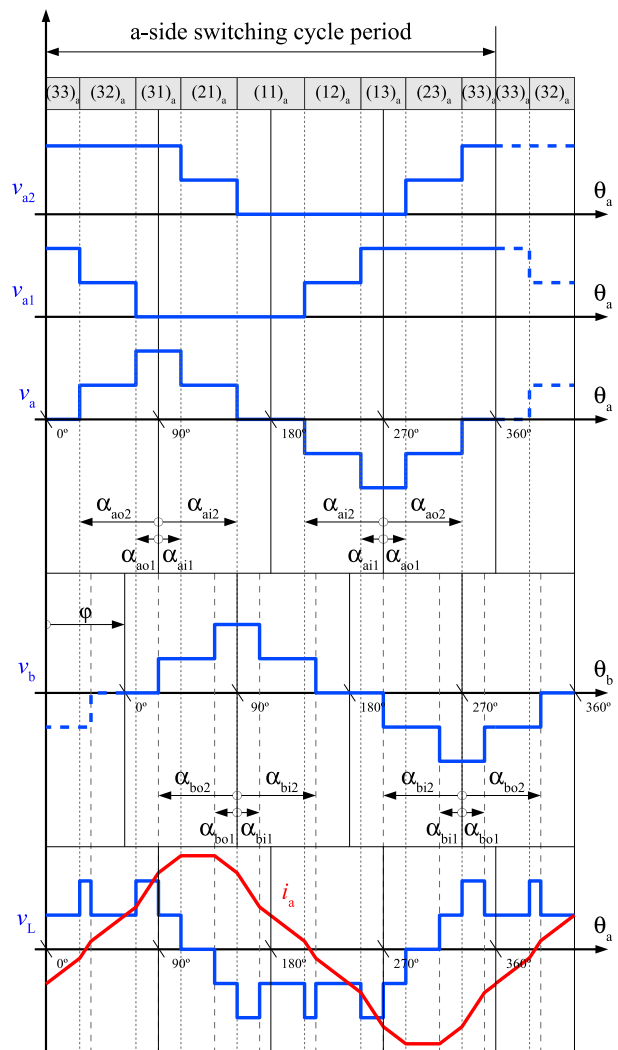 a-side switching cycle period
(33)a (32)a (31)a (21)a (11)a (12)a (13)a (23)a (33)a (33)a (32)a
va2 θa
va1 θa
va θa
0º 90º 180º 270º 360º
αao2 αai2 αai2 αao2
αao1 αai1 αai1 αao1
φ
vb θb
0º 90º 180º 270º 360º
αbo2 αbi2 αbi2 αbo2
αbo1 αbi1 αbi1 αbo1
ia
vL θa
0º 90º 180º 270º 360º